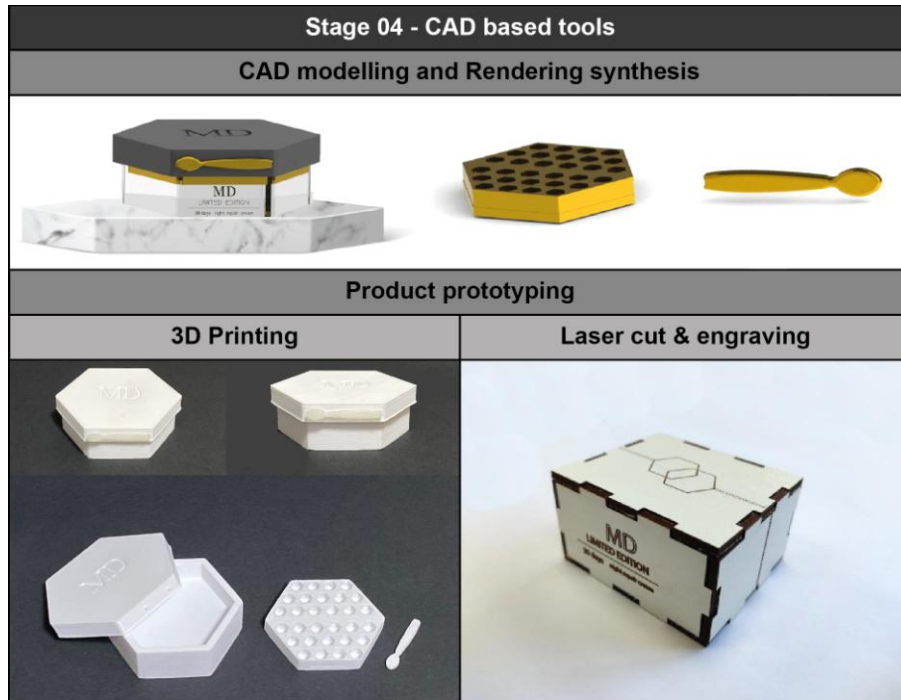 Stage 04 - CAD based tools
CAD modelling and Rendering synthesis
MD
MD
LIMITED EDITION
Product prototyping
3D Printing
Laser cut & engraving
MD
MD
MD
MD
LIMITED EDITION